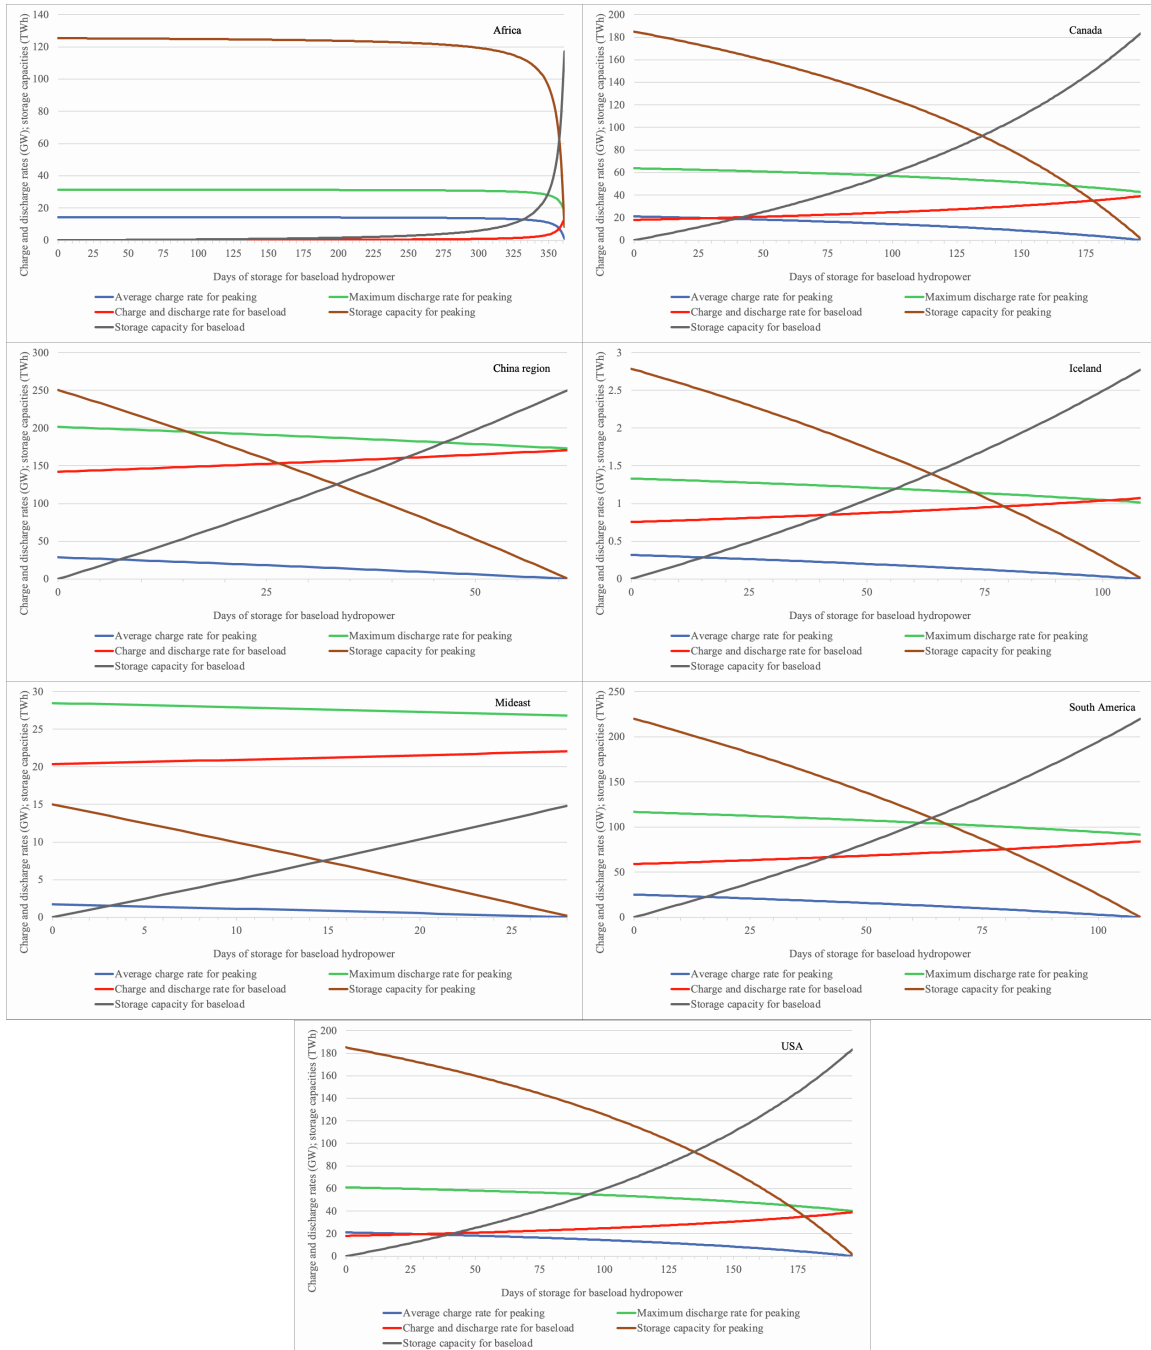 Africa
Charge and discharge rates (GW); storage capacities (TWh)
140
120
100
80
60
40
20
0
0 25 50 75 100 125 150 175 200 225 250 275 300 325 350
Days of storage for baseload hydropower
Average charge rate for peaking
Maximum discharge rate for peaking
Charge and discharge rate for baseload
Storage capacity for peaking
Storage capacity for baseload
Canada
Charge and discharge rates (GW); storage capacities (TWh)
200
180
160
140
120
100
80
60
40
20
0
0 25 50 75 100 125 150 175
Days of storage for baseload hydropower
Average charge rate for peaking
Maximum discharge rate for peaking
Charge and discharge rate for baseload
Storage capacity for peaking
Storage capacity for baseload
China region
Charge and discharge rates (GW); storage capacities (TWh)
300
250
200
150
100
50
0
0 25 50
Days of storage for baseload hydropower
Average charge rate for peaking
Maximum discharge rate for peaking
Charge and discharge rate for baseload
Storage capacity for peaking
Storage capacity for baseload
Iceland
Charge and discharge rates (GW); storage capacities (TWh)
3
2.5
2
1.5
1
0.5
0
0 25 50 75 100
Days of storage for baseload hydropower
Average charge rate for peaking
Maximum discharge rate for peaking
Charge and discharge rate for baseload
Storage capacity for peaking
Storage capacity for baseload
Mideast
Charge and discharge rates (GW); storage capacities (TWh)
30
25
20
15
10
5
0
0 5 10 15 20 25
Days of storage for baseload hydropower
Average charge rate for peaking
Maximum discharge rate for peaking
Charge and discharge rate for baseload
Storage capacity for peaking
Storage capacity for baseload
South America
Charge and discharge rates (GW); storage capacities (TWh)
250
200
150
100
50
0
0 25 50 75 100
Days of storage for baseload hydropower
Average charge rate for peaking
Maximum discharge rate for peaking
Charge and discharge rate for baseload
Storage capacity for peaking
Storage capacity for baseload
USA
Charge and discharge rates (GW); storage capacities (TWh)
200
180
160
140
120
100
80
60
40
20
0
0 25 50 75 100 125 150 175
Days of storage for baseload hydropower
Average charge rate for peaking
Maximum discharge rate for peaking
Charge and discharge rate for baseload
Storage capacity for peaking
Storage capacity for baseload